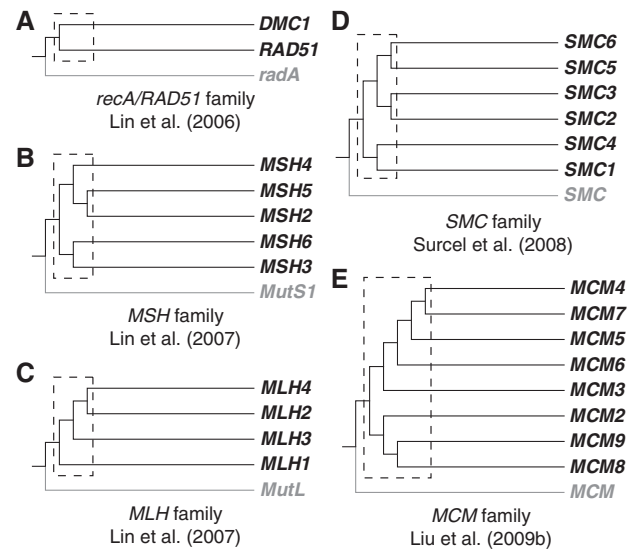 A
DMC1
RAD51
radA
recA/RAD51 family
Lin et al. (2006)
B
MSH4
MSH5
MSH2
MSH6
MSH3
MutS1
MSH family
Lin et al. (2007)
C
MLH4
MLH2
MLH3
MLH1
MutL
MLH family
Lin et al. (2007)
D
SMC6
SMC5
SMC3
SMC2
SMC4
SMC1
SMC
SMC family
Surcel et al. (2008)
E
MCM4
MCM7
MCM5
MCM6
MCM3
MCM2
MCM9
MCM8
MCM
MCM family
Liu et al. (2009b)